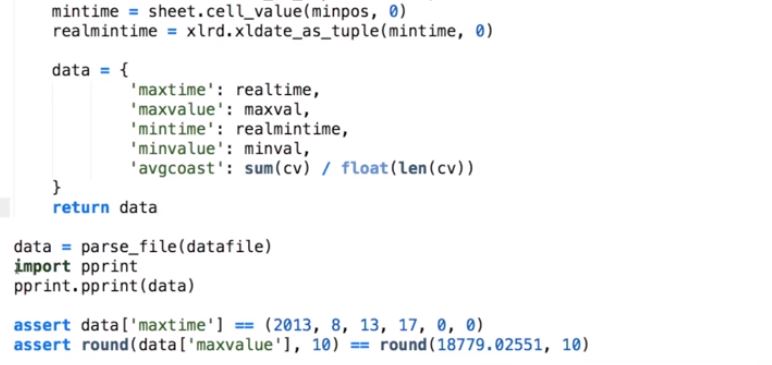 mintime = sheet.cell_value(minpos, 0)
realmintime = xlrd.xldate_as_tuple(mintime, 0)
data = {
'maxtime': realtime,
'maxvalue': maxval,
'mintime': realmintime,
'minvalue': minval,
'avgcoast': sum(cv) / float(len(cv))
}
return data
data = parse_file(datafile)
import pprint
pprint.pprint(data)
assert data['maxtime'] == (2013, 8, 13, 17, 0, 0)
assert round(data['maxvalue'], 10) == round(18779.02551, 10)